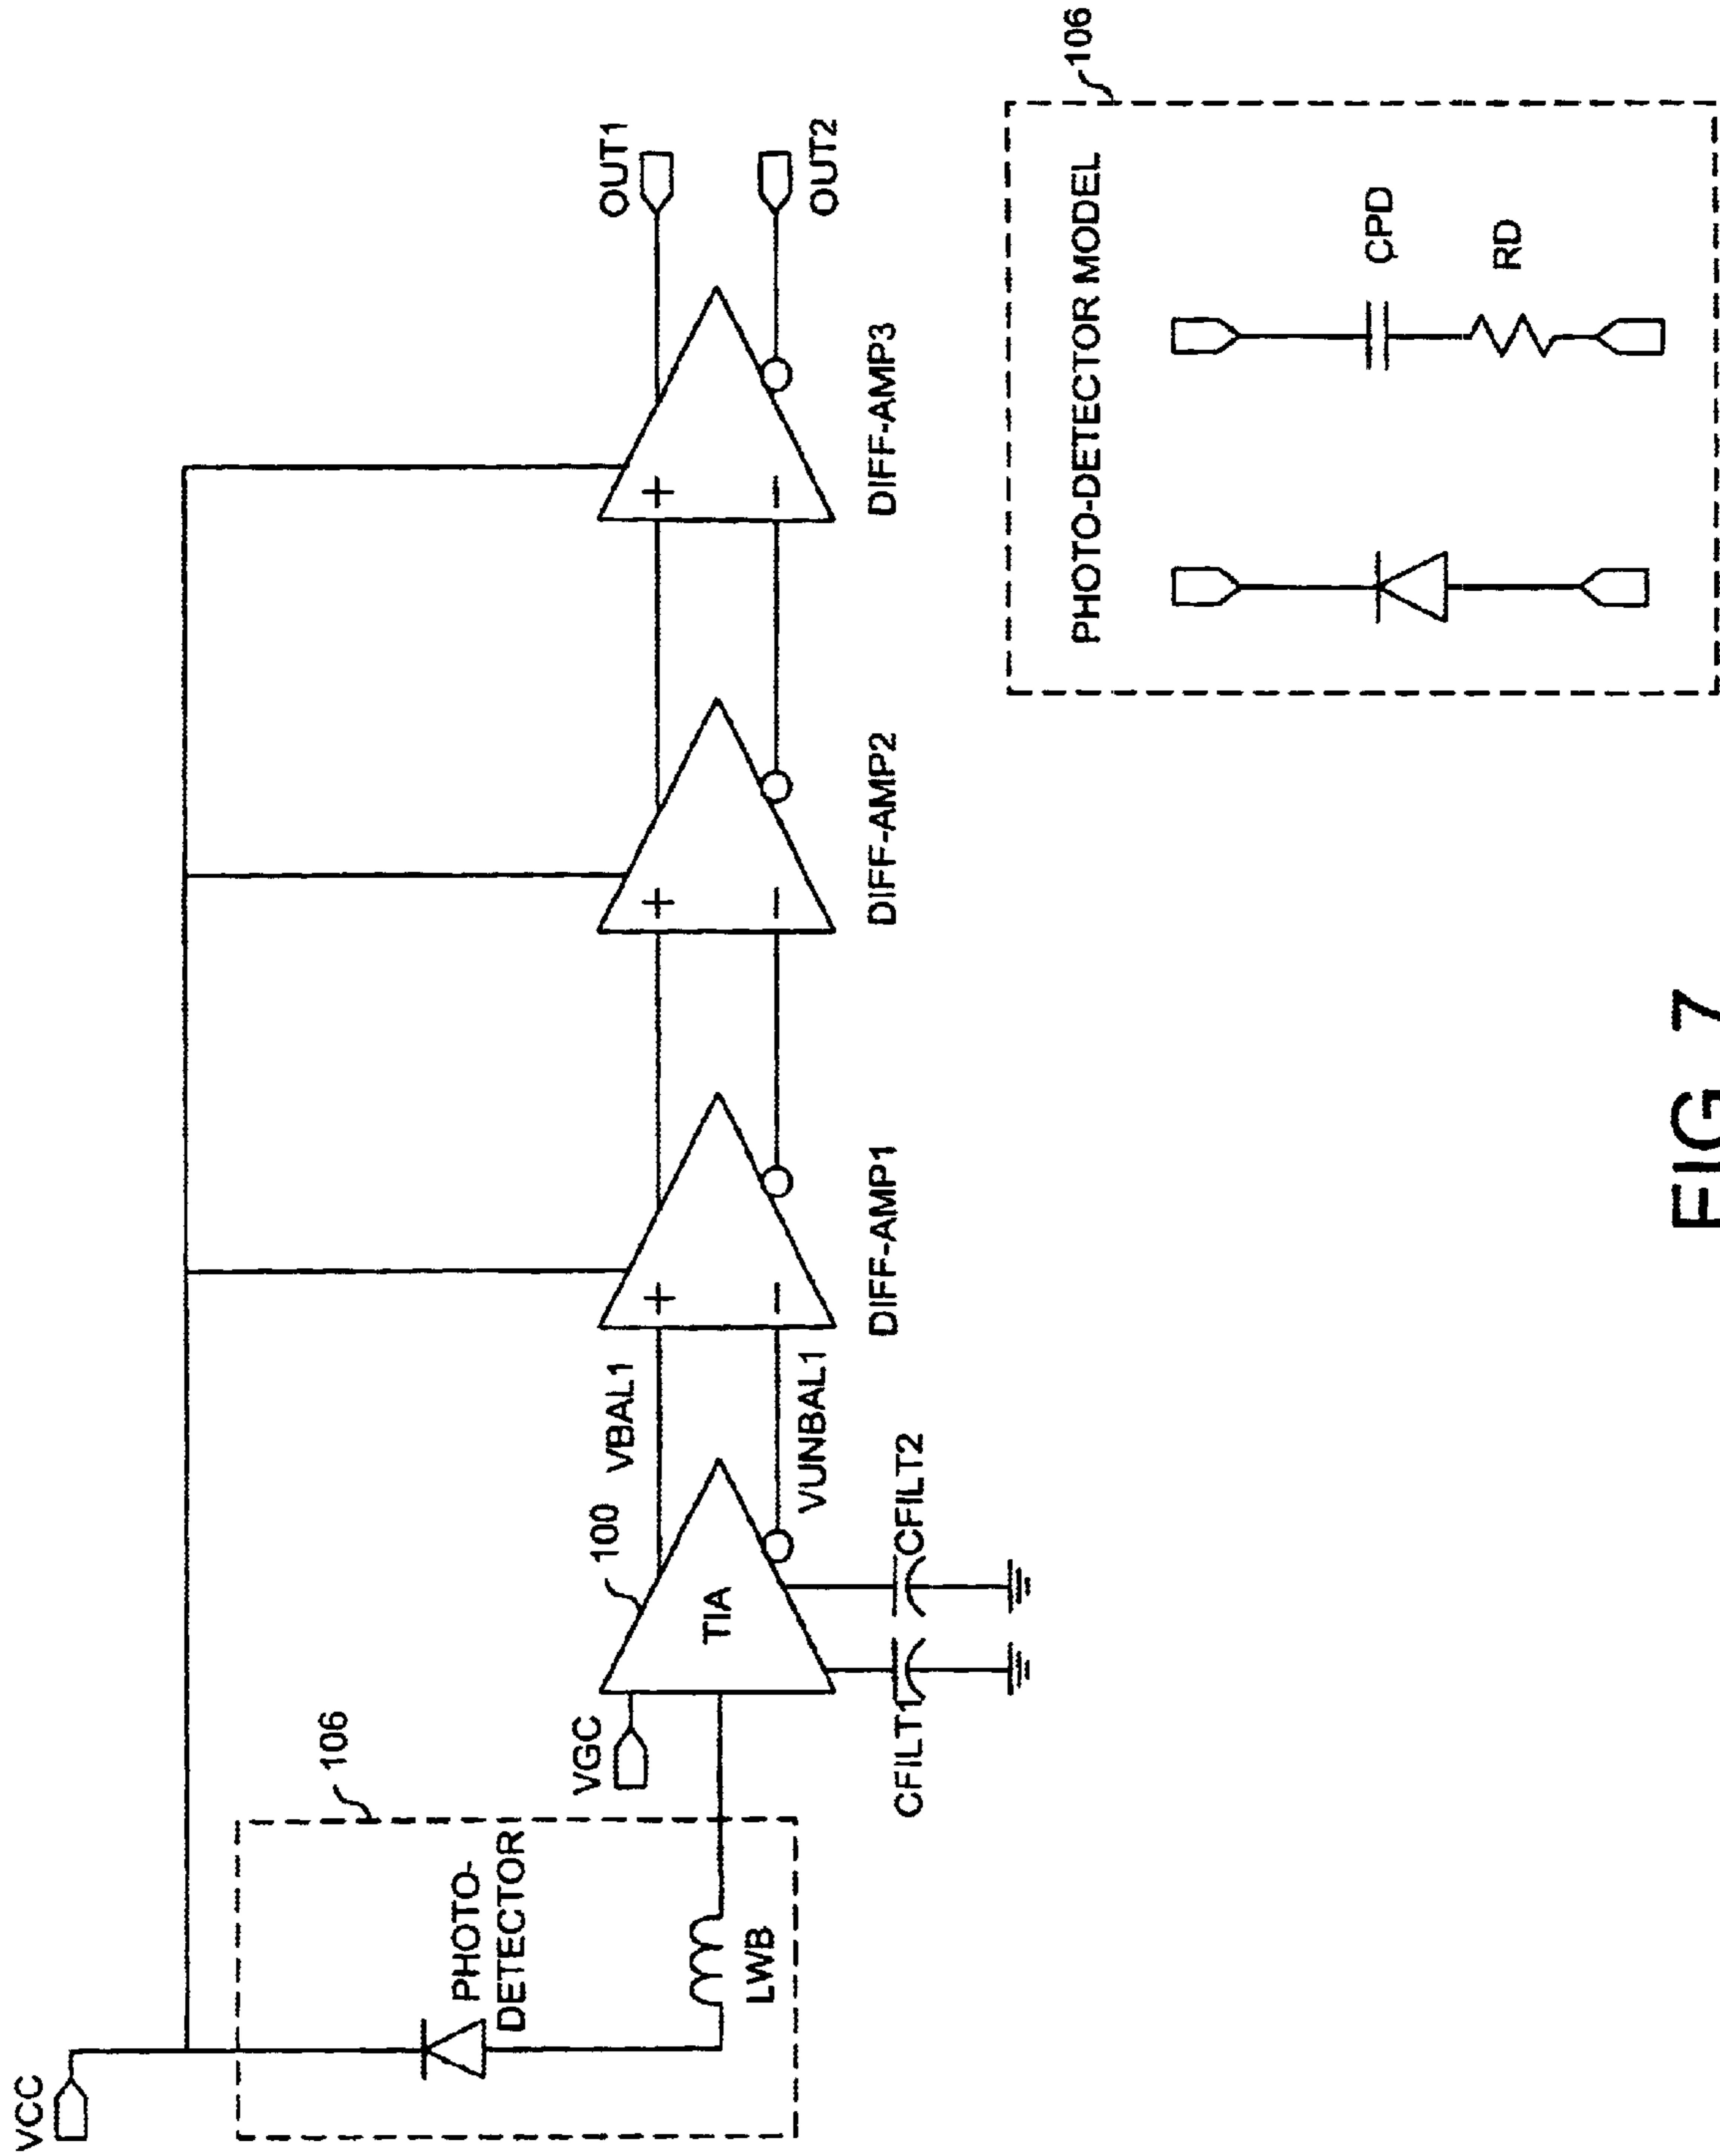 VCC
106
PHOTO-
DETECTOR
LWB
VGC
100
TIA
CFILT1
CFILT2
VBAL1
VUNBAL1
+
−
DIFF-AMP1
+
−
DIFF-AMP2
+
−
DIFF-AMP3
OUT1
OUT2
106
PHOTO-DETECTOR MODEL
CPD
RD
FIG 7